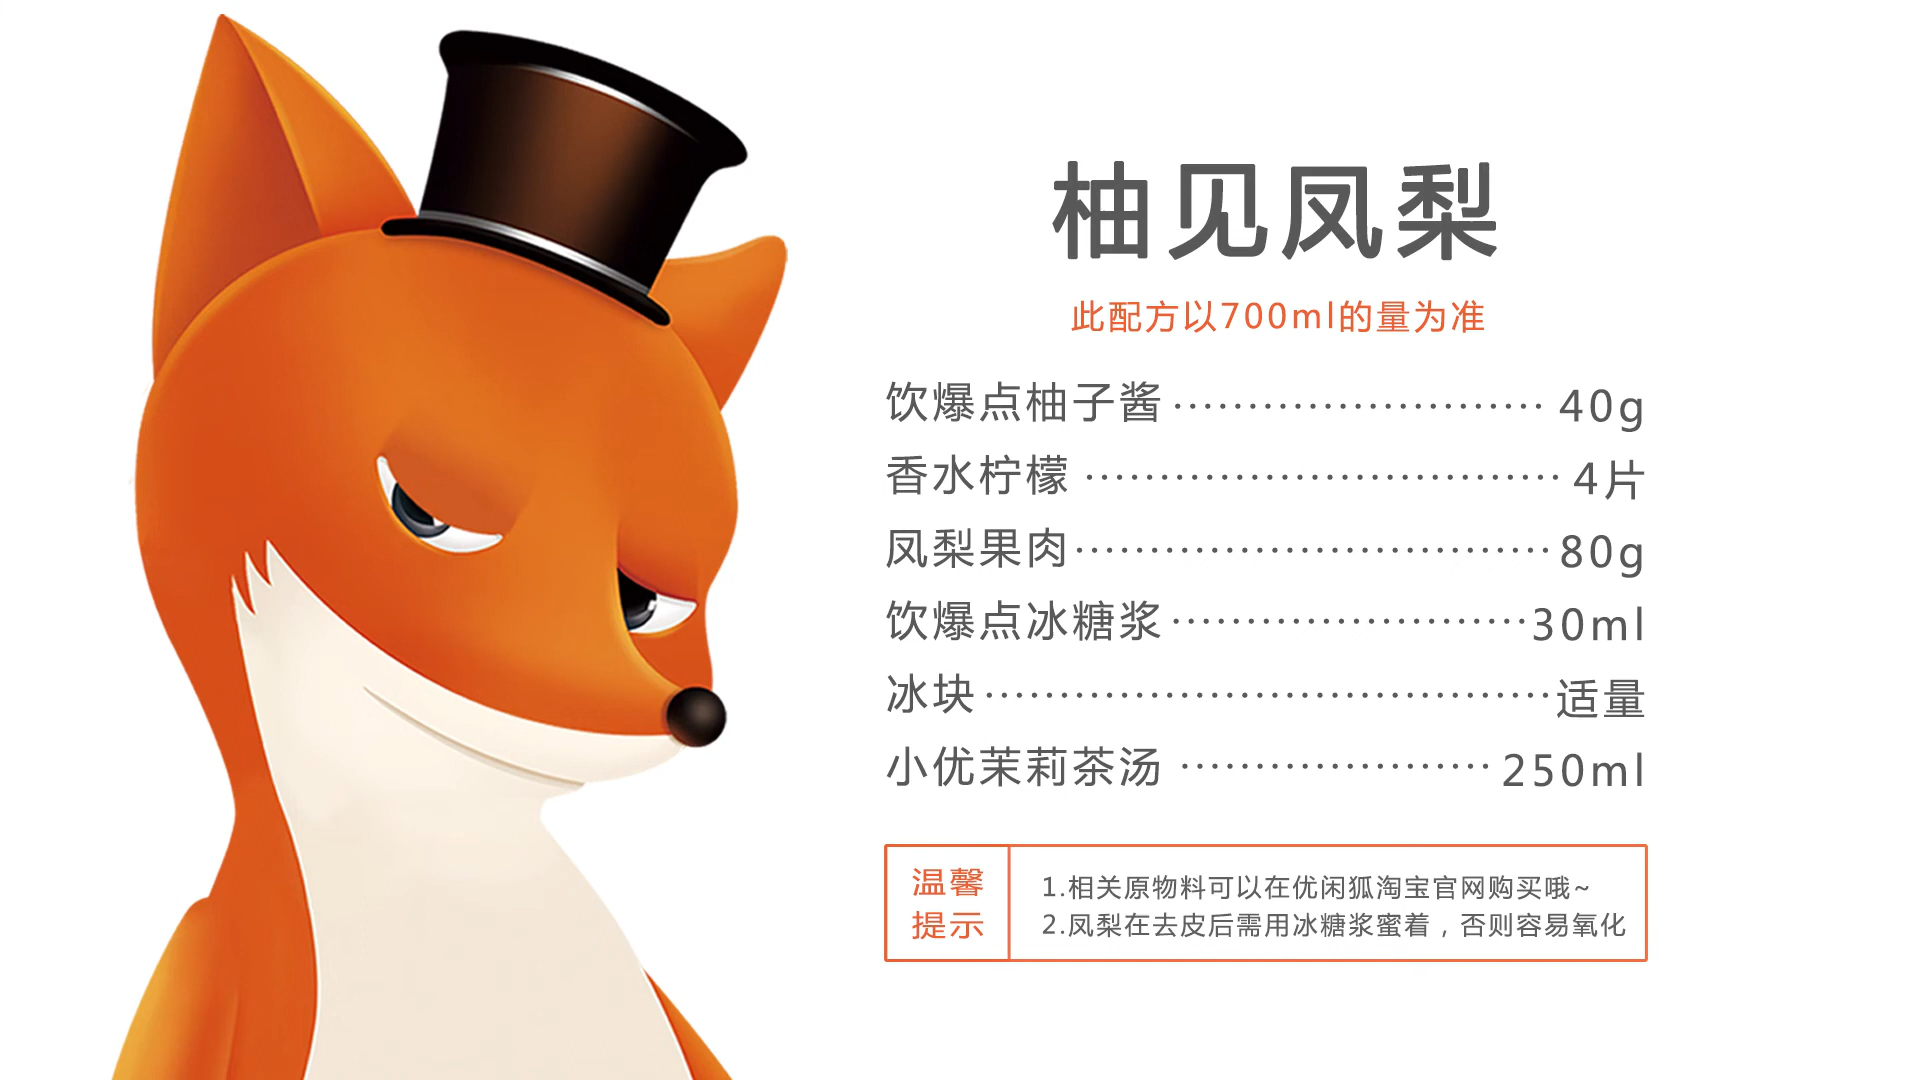 柚见凤梨
此配方以700ml的量为准
饮爆点柚子酱 40g
香水柠檬 4片
凤梨果肉 80g
饮爆点冰糖浆 30ml
冰块 适量
小优茉莉茶汤 250ml
温馨提示
1.相关原物料可以在优闲狐淘宝官网购买哦~
2.凤梨在去皮后需用冰糖浆蜜着，否则容易氧化